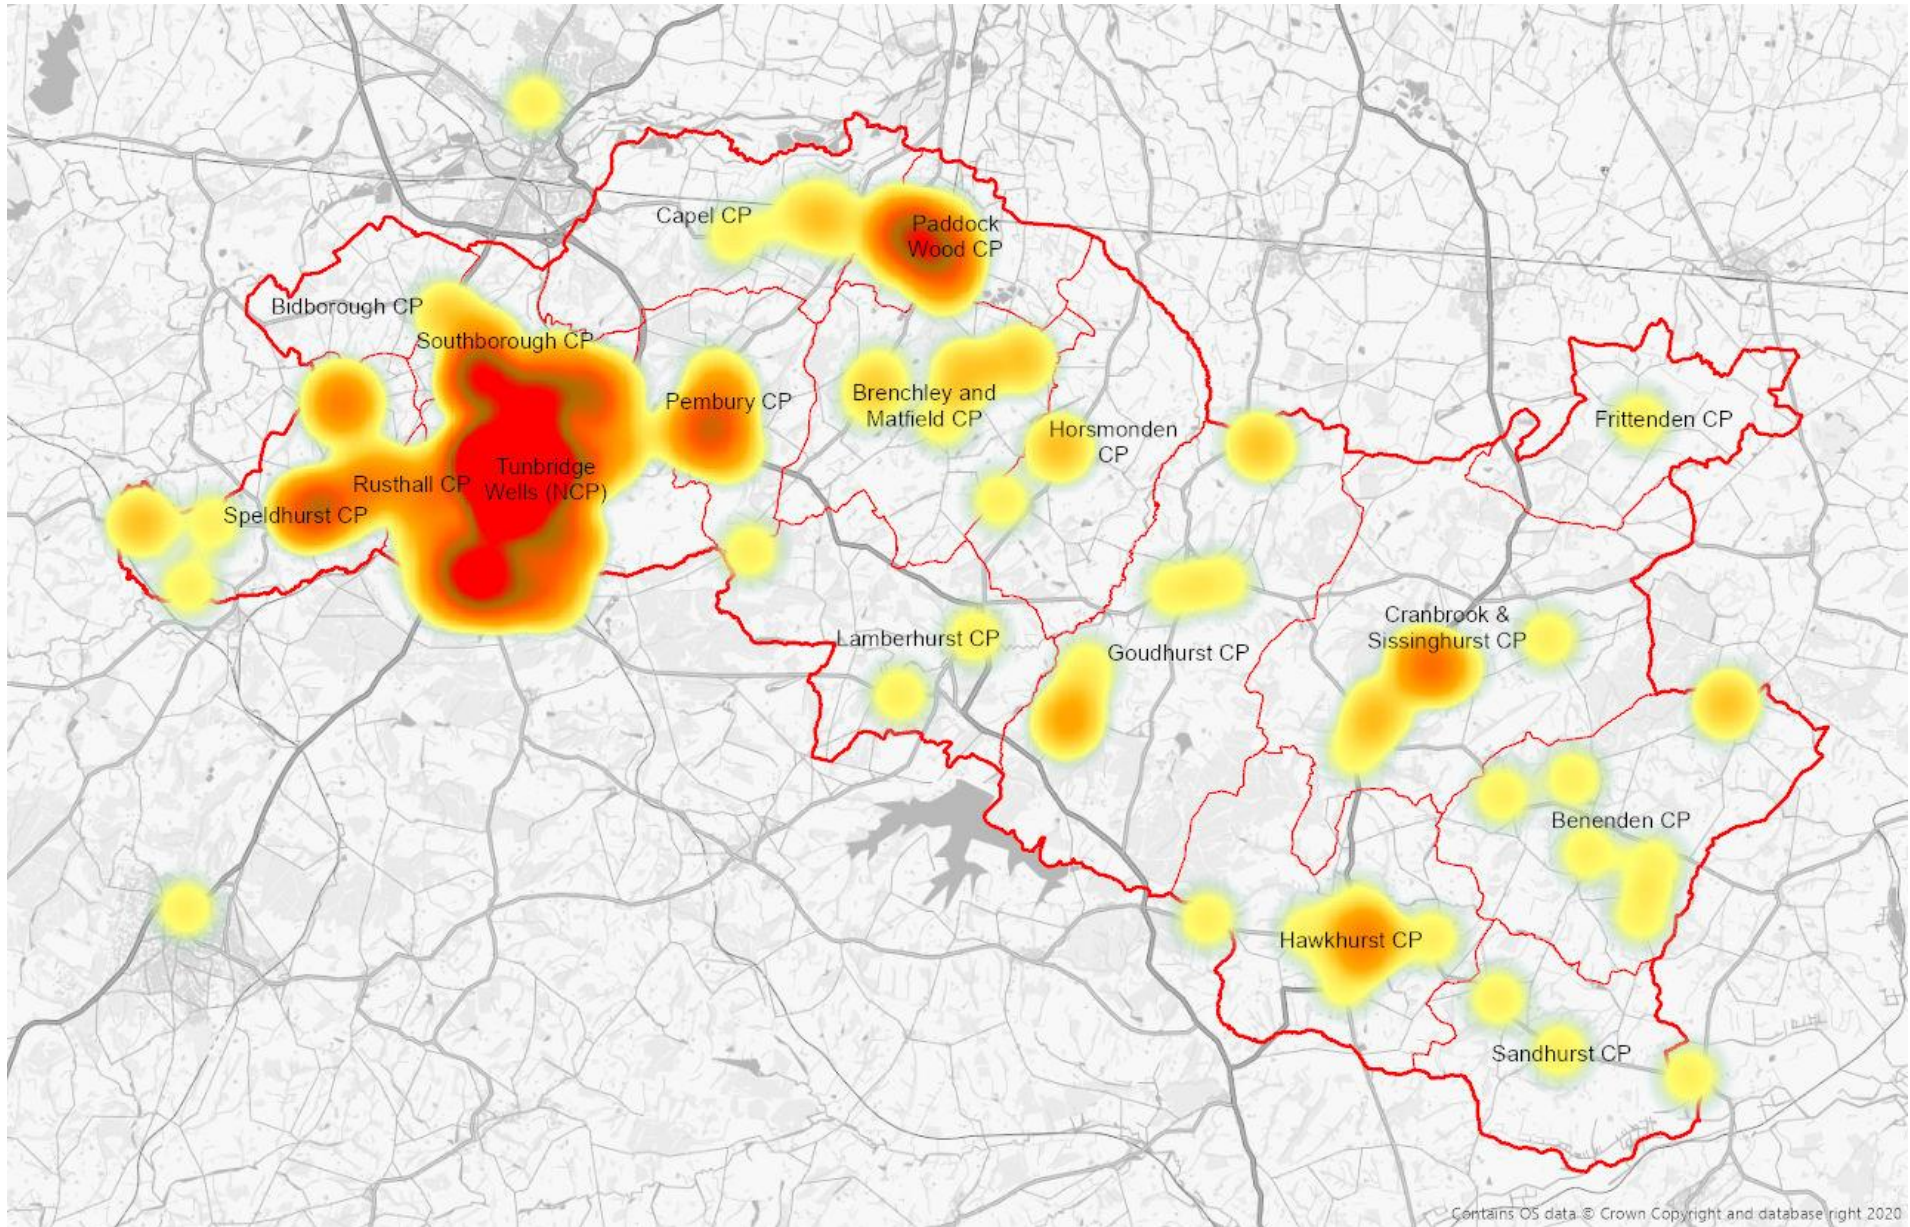 Capel CP
Paddock
Wood CP
Bidborough CP
Southborough CP
Pembury CP
Brenchley and
Matfield CP
Horsmonden
CP
Frittenden CP
Tunbridge
Wells (NCP)
Rusthall CP
Speldhurst CP
Lamberhurst CP
Goudhurst CP
Cranbrook &
Sissinghurst CP
Benenden CP
Hawkhurst CP
Sandhurst CP
Contains OS data © Crown Copyright and database right 2020